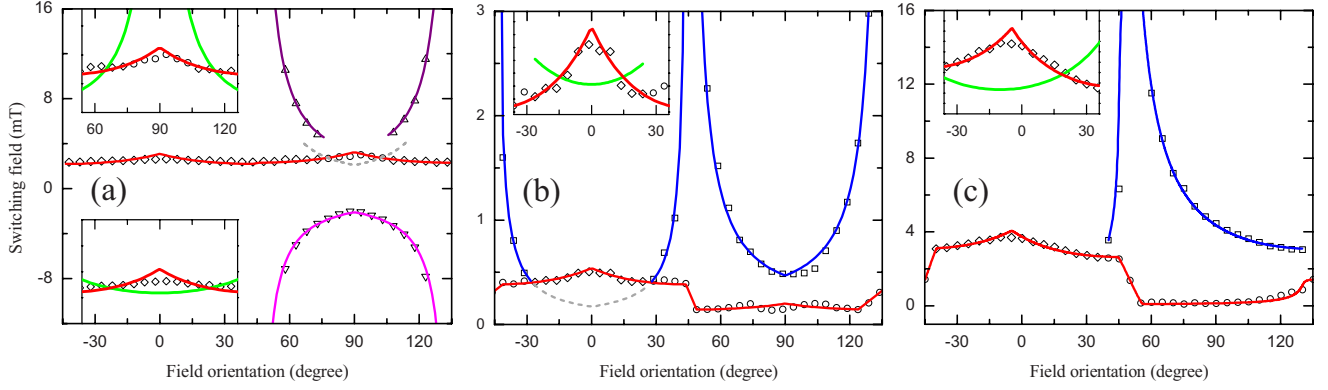 16
8
0
-8
Switching field (mT)
60 90 120
(a)
-30 0 30
-30 0 30 60 90 120
Field orientation (degree)
3
2
1
0
-30 0 30
(b)
-30 0 30 60 90 120
Field orientation (degree)
16
12
8
4
0
-30 0 30
(c)
-30 0 30 60 90 120
Field orientation (degree)